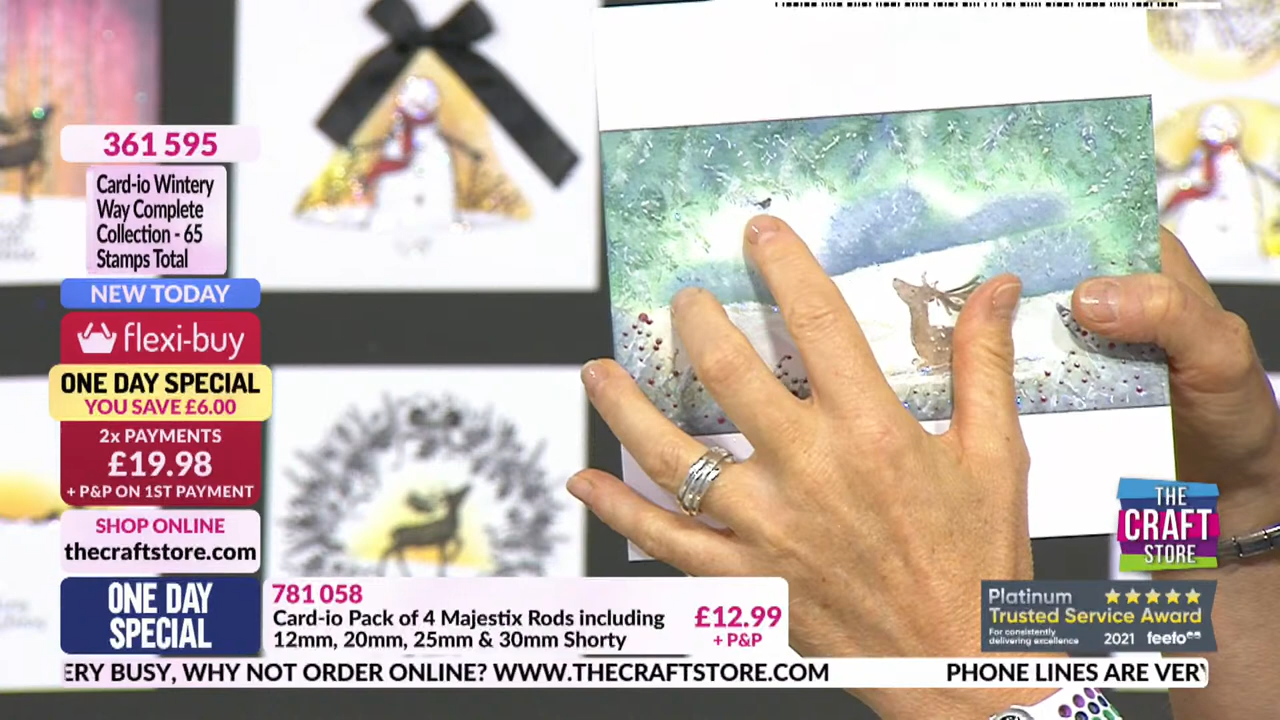 361 595
Card-io Wintery
Way Complete
Collection - 65
Stamps Total
NEW TODAY
flexi-buy
ONE DAY SPECIAL
YOU SAVE £6.00
2x PAYMENTS
£19.98
+ P&P ON 1ST PAYMENT
SHOP ONLINE
thecraftstore.com
ONE DAY
SPECIAL
781 058
Card-io Pack of 4 Majestix Rods including
12mm, 20mm, 25mm & 30mm Shorty
£12.99
+ P&P
THE
CRAFT
STORE
Platinum
Trusted Service Award
For consistently
delivering excellence
2021 feefo
ERY BUSY, WHY NOT ORDER ONLINE? WWW.THECRAFTSTORE.COM PHONE LINES ARE VERY